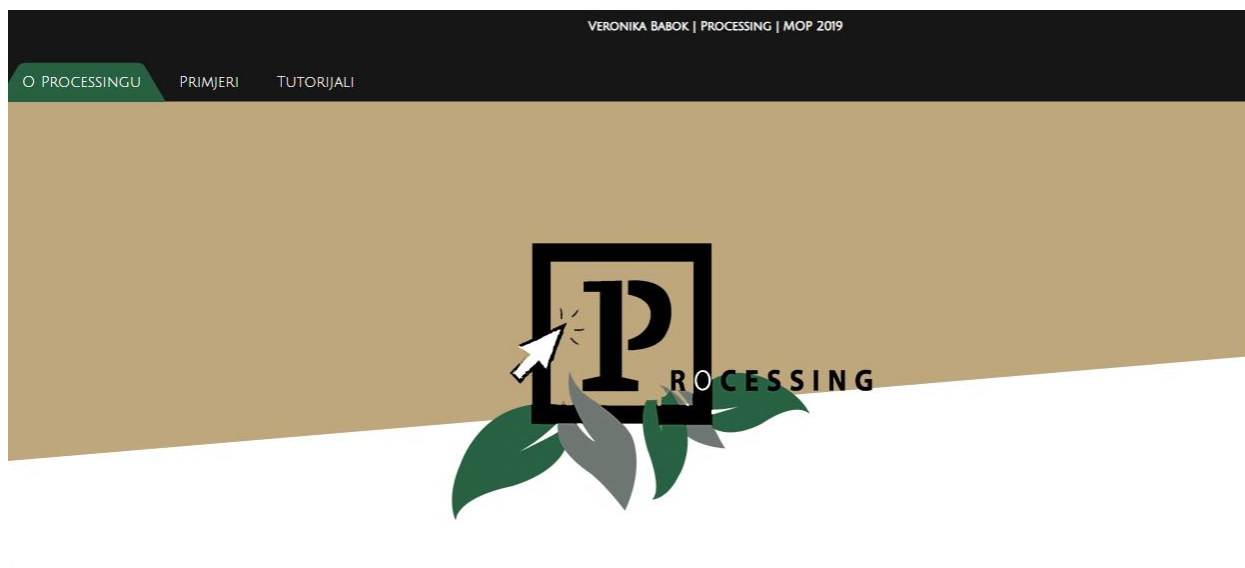 Veronika Babok | Processing | MOP 2019
O Processingu Primjeri Tutorijali
PROCESSING